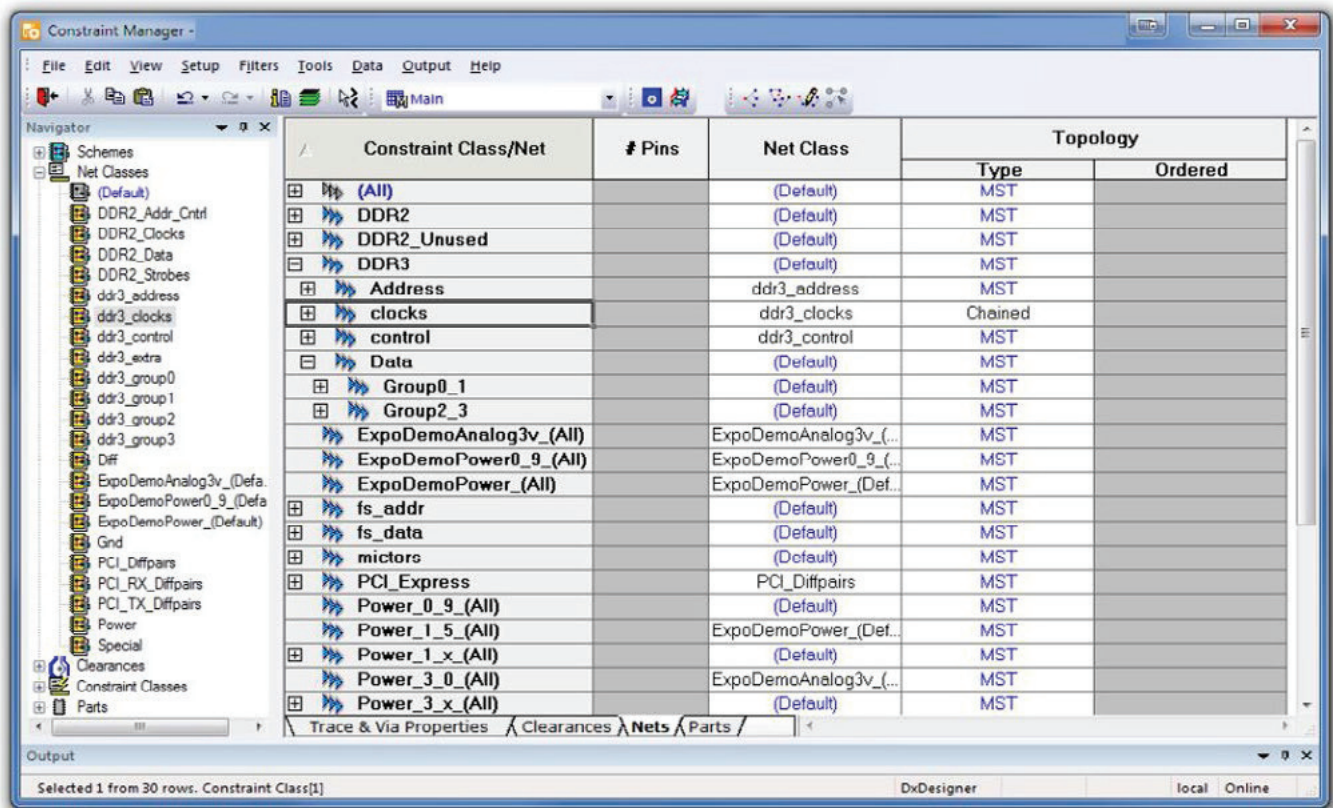 Constraint Manager -
File Edit View Setup Filters Tools Data Output Help
Main
Navigator
Schemes
Net Classes
(Default)
DDR2_Addr_Cntrl
DDR2_Clocks
DDR2_Data
DDR2_Strobes
ddr3_address
ddr3_clocks
ddr3_control
ddr3_extra
ddr3_group0
ddr3_group1
ddr3_group2
ddr3_group3
Diff
ExpoDemoAnalog3v_(Defa
ExpoDemoPower0_9_(Defa
ExpoDemoPower_(Default)
Gnd
PCI_Diffpairs
PCI_RX_Diffpairs
PCI_TX_Diffpairs
Power
Special
Clearances
Constraint Classes
Parts
Constraint Class/Net # Pins Net Class Topology
Type Ordered
(All) (Default) MST
DDR2 (Default) MST
DDR2_Unused (Default) MST
DDR3 (Default) MST
Address ddr3_address MST
clocks ddr3_clocks Chained
control ddr3_control MST
Data (Default) MST
Group0_1 (Default) MST
Group2_3 (Default) MST
ExpoDemoAnalog3v_(All) ExpoDemoAnalog3v_(... MST
ExpoDemoPower0_9_(All) ExpoDemoPower0_9_(... MST
ExpoDemoPower_(All) ExpoDemoPower_(Def... MST
fs_addr (Default) MST
fs_data (Default) MST
mictors (Default) MST
PCI_Express PCI_Diffpairs MST
Power_0_9_(All) (Default) MST
Power_1_5_(All) ExpoDemoPower_(Def... MST
Power_1_x_(All) (Default) MST
Power_3_0_(All) ExpoDemoAnalog3v_(... MST
Power_3_x_(All) (Default) MST
Trace & Via Properties Clearances Nets Parts
Output
Selected 1 from 30 rows. Constraint Class[1] DxDesigner local Online